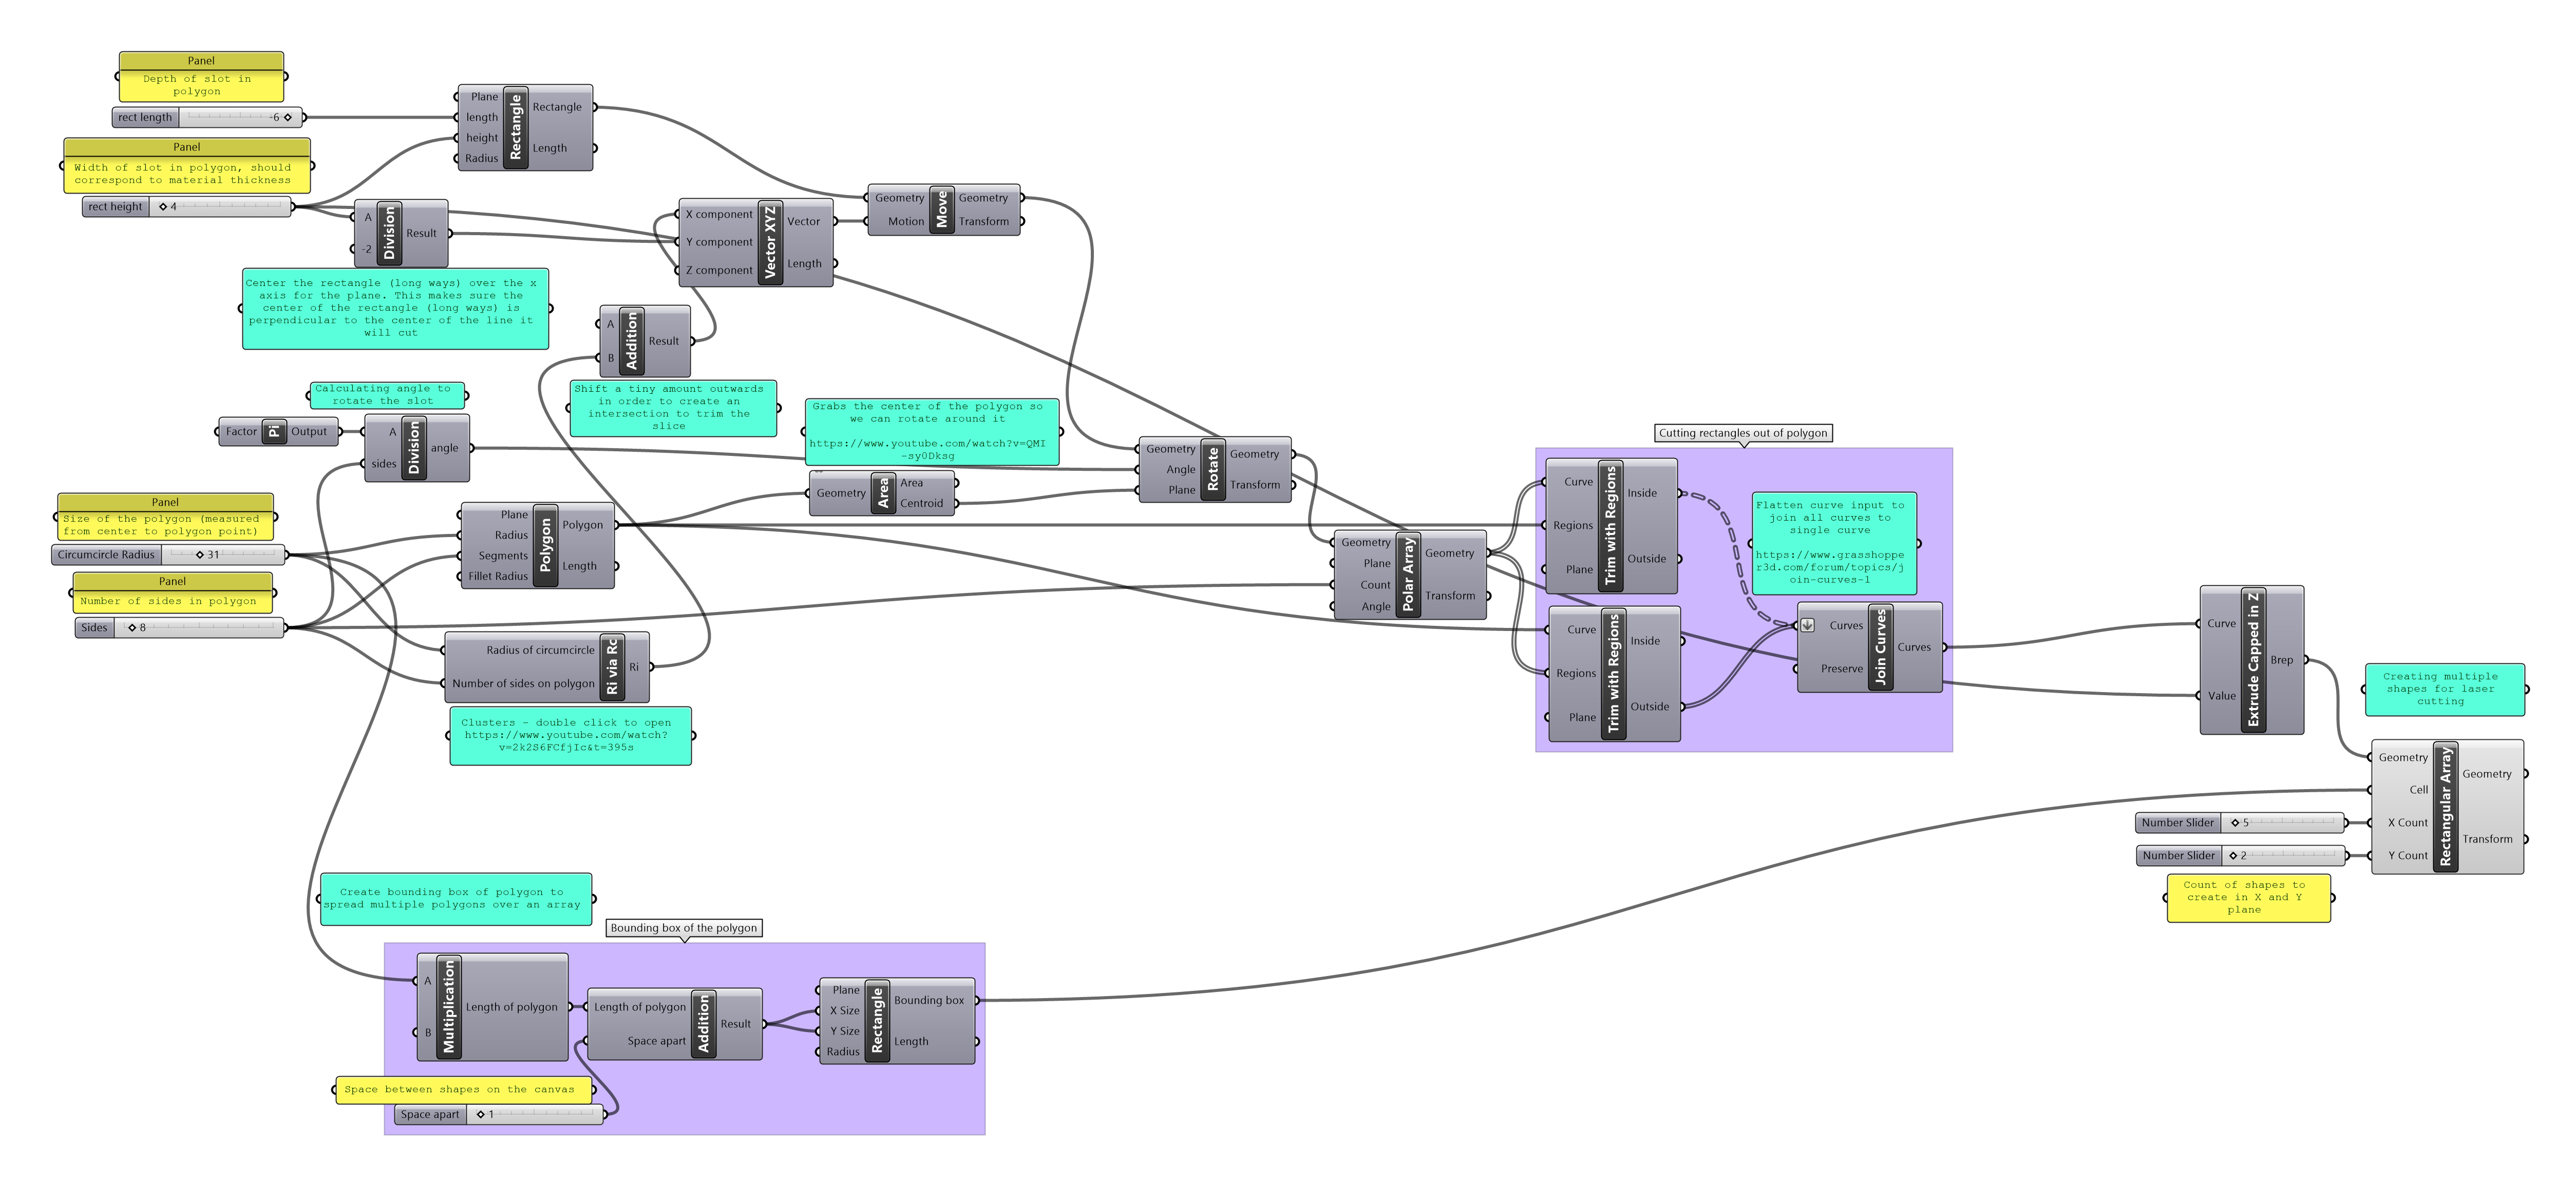 Panel
Depth of slot in
polygon
rect length
-6
Panel
Width of slot in polygon, should
correspond to material thickness
rect height
4
Plane
length
height
Radius
Rectangle
Rectangle
Length
A
-2
Division
Result
Center the rectangle (long ways) over the x
axis for the plane. This makes sure the
center of the rectangle (long ways) is
perpendicular to the center of the line it
will cut
X component
Y component
Z component
Vector XYZ
Vector
Length
Geometry
Motion
Move
Geometry
Transform
A
B
Addition
Result
Shift a tiny amount outwards
in order to create an
intersection to trim the
slice
Calculating angle to
rotate the slot
Factor
Pi
Output
A
sides
Division
angle
Grabs the center of the polygon so
we can rotate around it
https://www.youtube.com/watch?v=QMI
-sy0Dksg
Geometry
Area
Area
Centroid
Geometry
Angle
Plane
Rotate
Geometry
Transform
Panel
Size of the polygon (measured
from center to polygon point)
Circumcircle Radius
31
Panel
Number of sides in polygon
Sides
8
Plane
Radius
Segments
Fillet Radius
Polygon
Polygon
Length
Radius of circumcircle
Number of sides on polygon
Ri via Rc
Ri
Clusters - double click to open
https://www.youtube.com/watch?
v=2k2S6FCfjIc&t=395s
Geometry
Plane
Count
Angle
Polar Array
Geometry
Transform
Cutting rectangles out of polygon
Curve
Regions
Plane
Trim with Regions
Inside
Outside
Flatten curve input to
join all curves to
single curve
https://www.grasshoppe
r3d.com/forum/topics/j
oin-curves-1
Curve
Regions
Plane
Trim with Regions
Inside
Outside
Curves
Preserve
Join Curves
Curves
Curve
Value
Extrude Capped in Z
Brep
Creating multiple
shapes for laser
cutting
Geometry
Cell
X Count
Y Count
Rectangular Array
Geometry
Transform
Number Slider
5
Number Slider
2
Count of shapes to
create in X and Y
plane
Create bounding box of polygon to
spread multiple polygons over an array
Bounding box of the polygon
A
B
Multiplication
Length of polygon
Length of polygon
Space apart
Addition
Result
Plane
X Size
Y Size
Radius
Rectangle
Bounding box
Length
Space between shapes on the canvas
Space apart
1